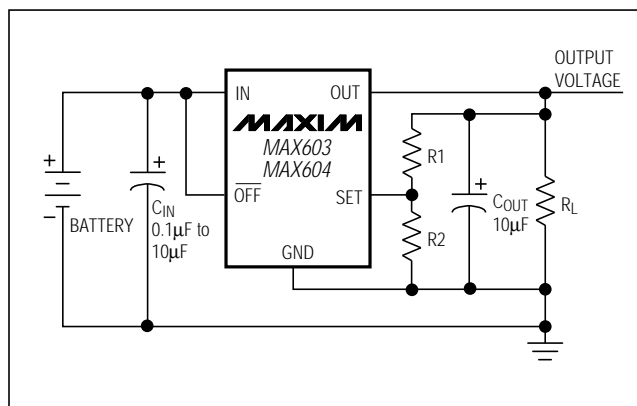 OUTPUT
VOLTAGE
IN
OUT
MAXIM
MAX603
MAX604
OFF
SET
GND
+
−
BATTERY
+
CIN
0.1μF to
10μF
R1
R2
+
COUT
10μF
RL